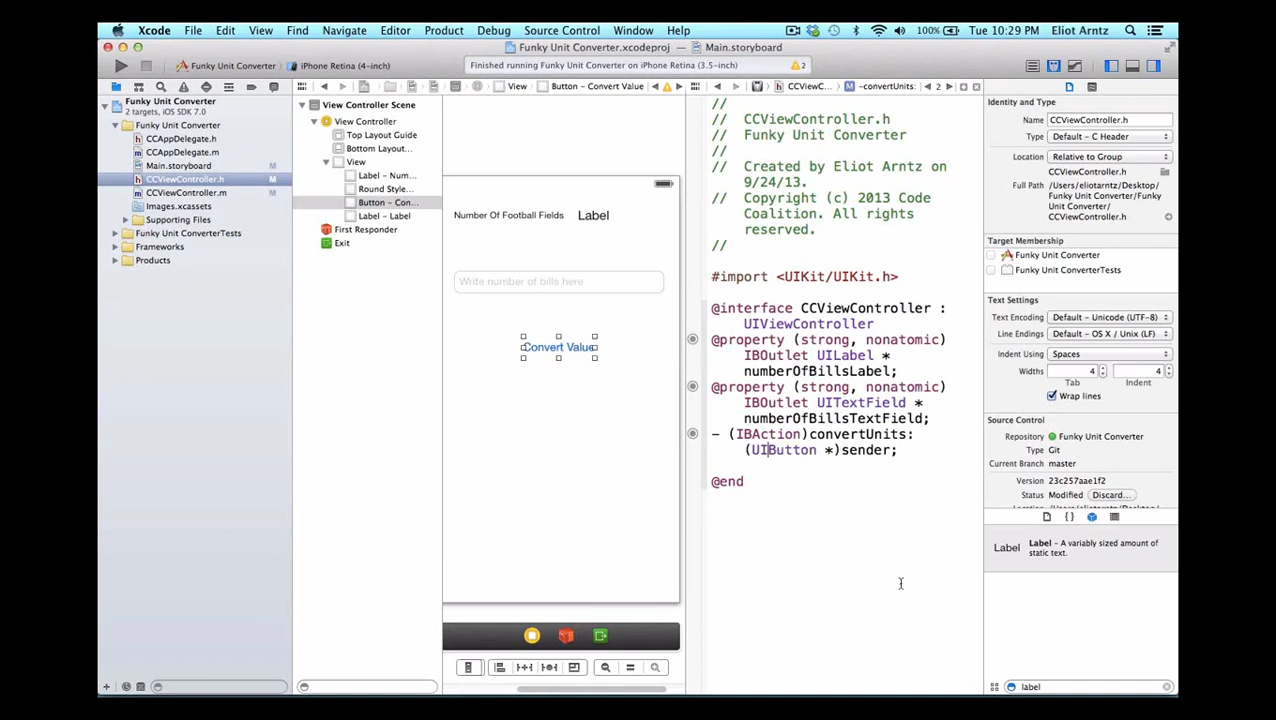 Xcode File Edit View Find Navigate Editor Product Debug Source Control Window Help 100% Tue 10:29 PM Eliot Arntz
Funky Unit Converter.xcodeproj Main.storyboard
Funky Unit Converter iPhone Retina (4-inch) Finished running Funky Unit Converter on iPhone Retina (3.5-inch) 2
View Button - Convert Value CCViewC... -convertUnits: 2
Funky Unit Converter
2 targets, iOS SDK 7.0
Funky Unit Converter
h CCAppDelegate.h
m CCAppDelegate.m
Main.storyboard M
h CCViewController.h M
m CCViewController.m M
Images.xcassets
Supporting Files
Funky Unit ConverterTests
Frameworks
Products
View Controller Scene
View Controller
Top Layout Guide
Bottom Layout...
View
Label - Num...
Round Style...
Button - Con...
Label - Label
First Responder
Exit
Number Of Football Fields Label
Write number of bills here
Convert Value
//
// CCViewController.h
// Funky Unit Converter
//
// Created by Eliot Arntz on
9/24/13.
// Copyright (c) 2013 Code
Coalition. All rights
reserved.
//
#import <UIKit/UIKit.h>
@interface CCViewController :
UIViewController
@property (strong, nonatomic)
IBOutlet UILabel *
numberOfBillsLabel;
@property (strong, nonatomic)
IBOutlet UITextField *
numberOfBillsTextField;
- (IBAction)convertUnits:
(UIButton *)sender;
@end
Identity and Type
Name CCViewController.h
Type Default - C Header
Location Relative to Group
CCViewController.h
Full Path /Users/eliotarntz/Desktop/
Funky Unit Converter/Funky
Unit Converter/
CCViewController.h
Target Membership
Funky Unit Converter
Funky Unit ConverterTests
Text Settings
Text Encoding Default - Unicode (UTF-8)
Line Endings Default - OS X / Unix (LF)
Indent Using Spaces
Widths 4 4
Tab Indent
Wrap lines
Source Control
Repository Funky Unit Converter
Type Git
Current Branch master
Version 23c257aae1f2
Status Modified Discard...
Label Label - A variably sized amount of
static text.
label